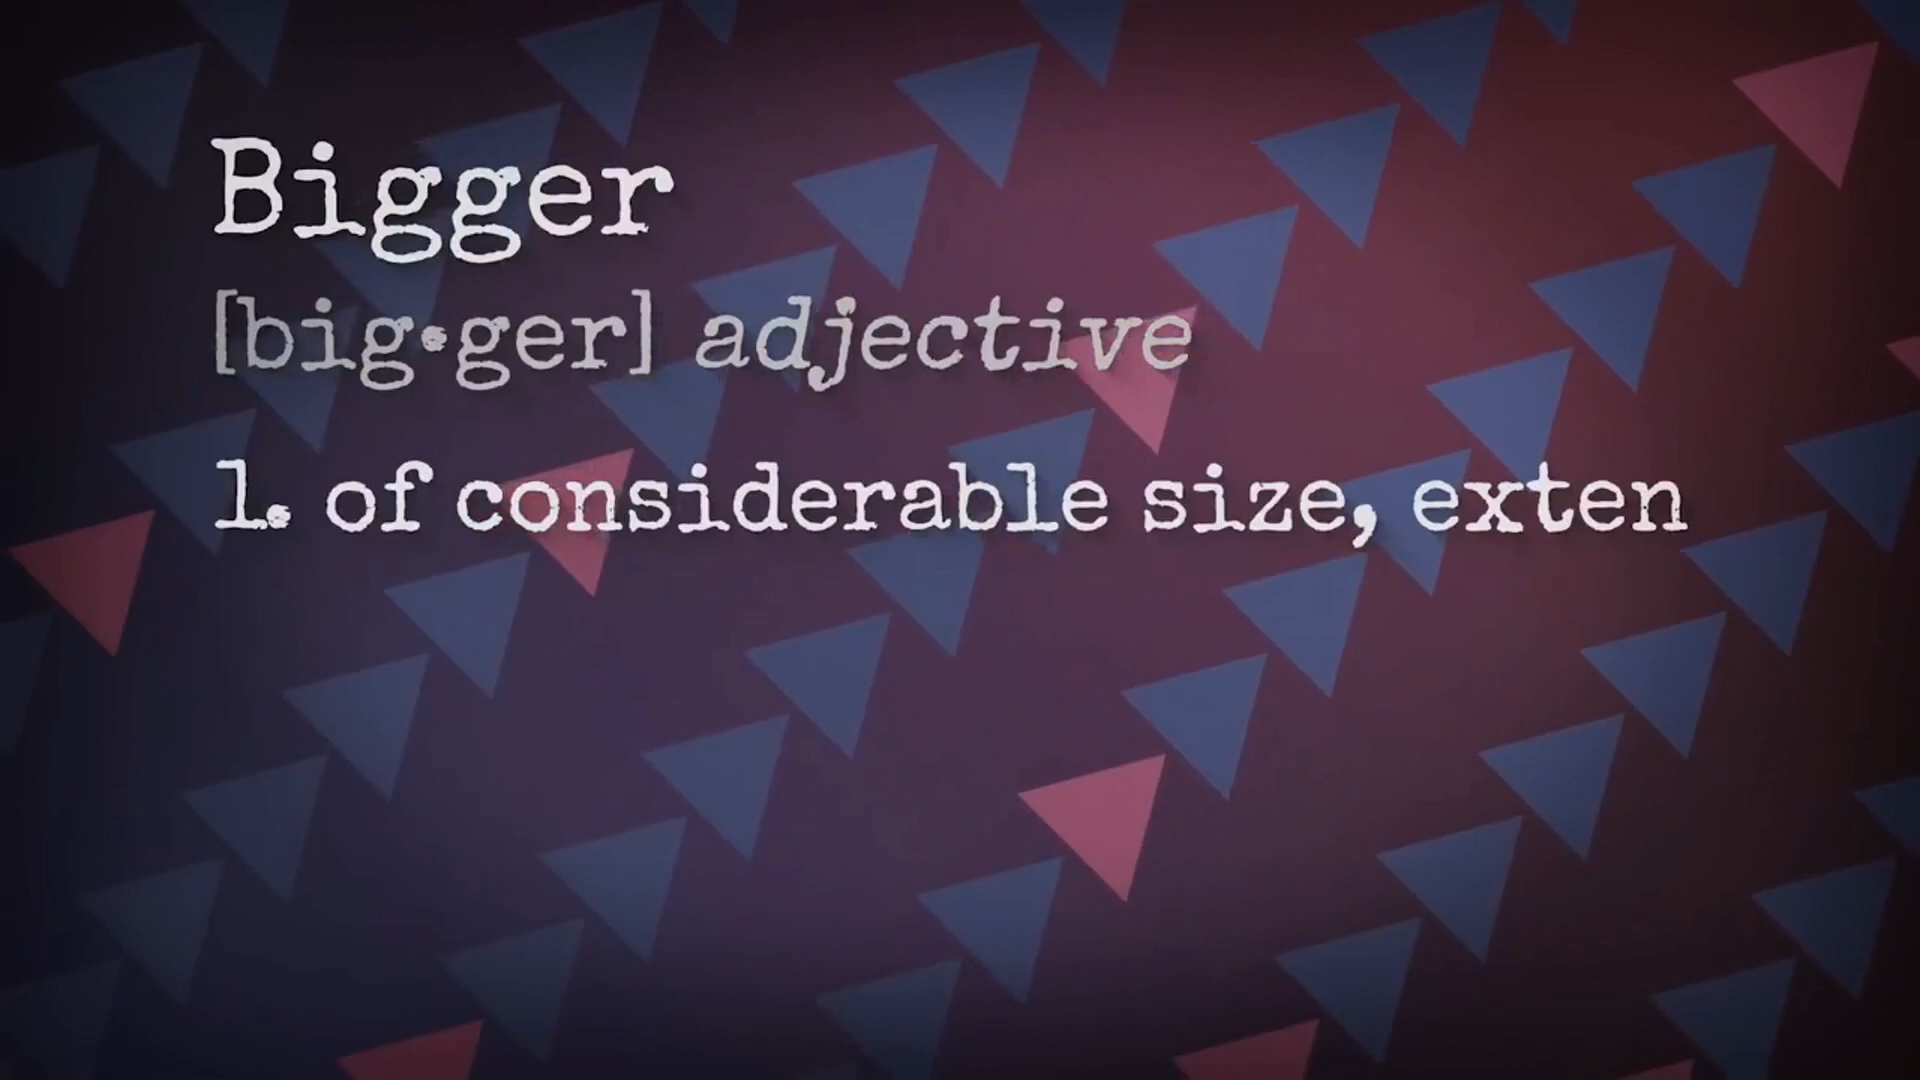 Bigger
[big•ger] adjective
1. of considerable size, exten